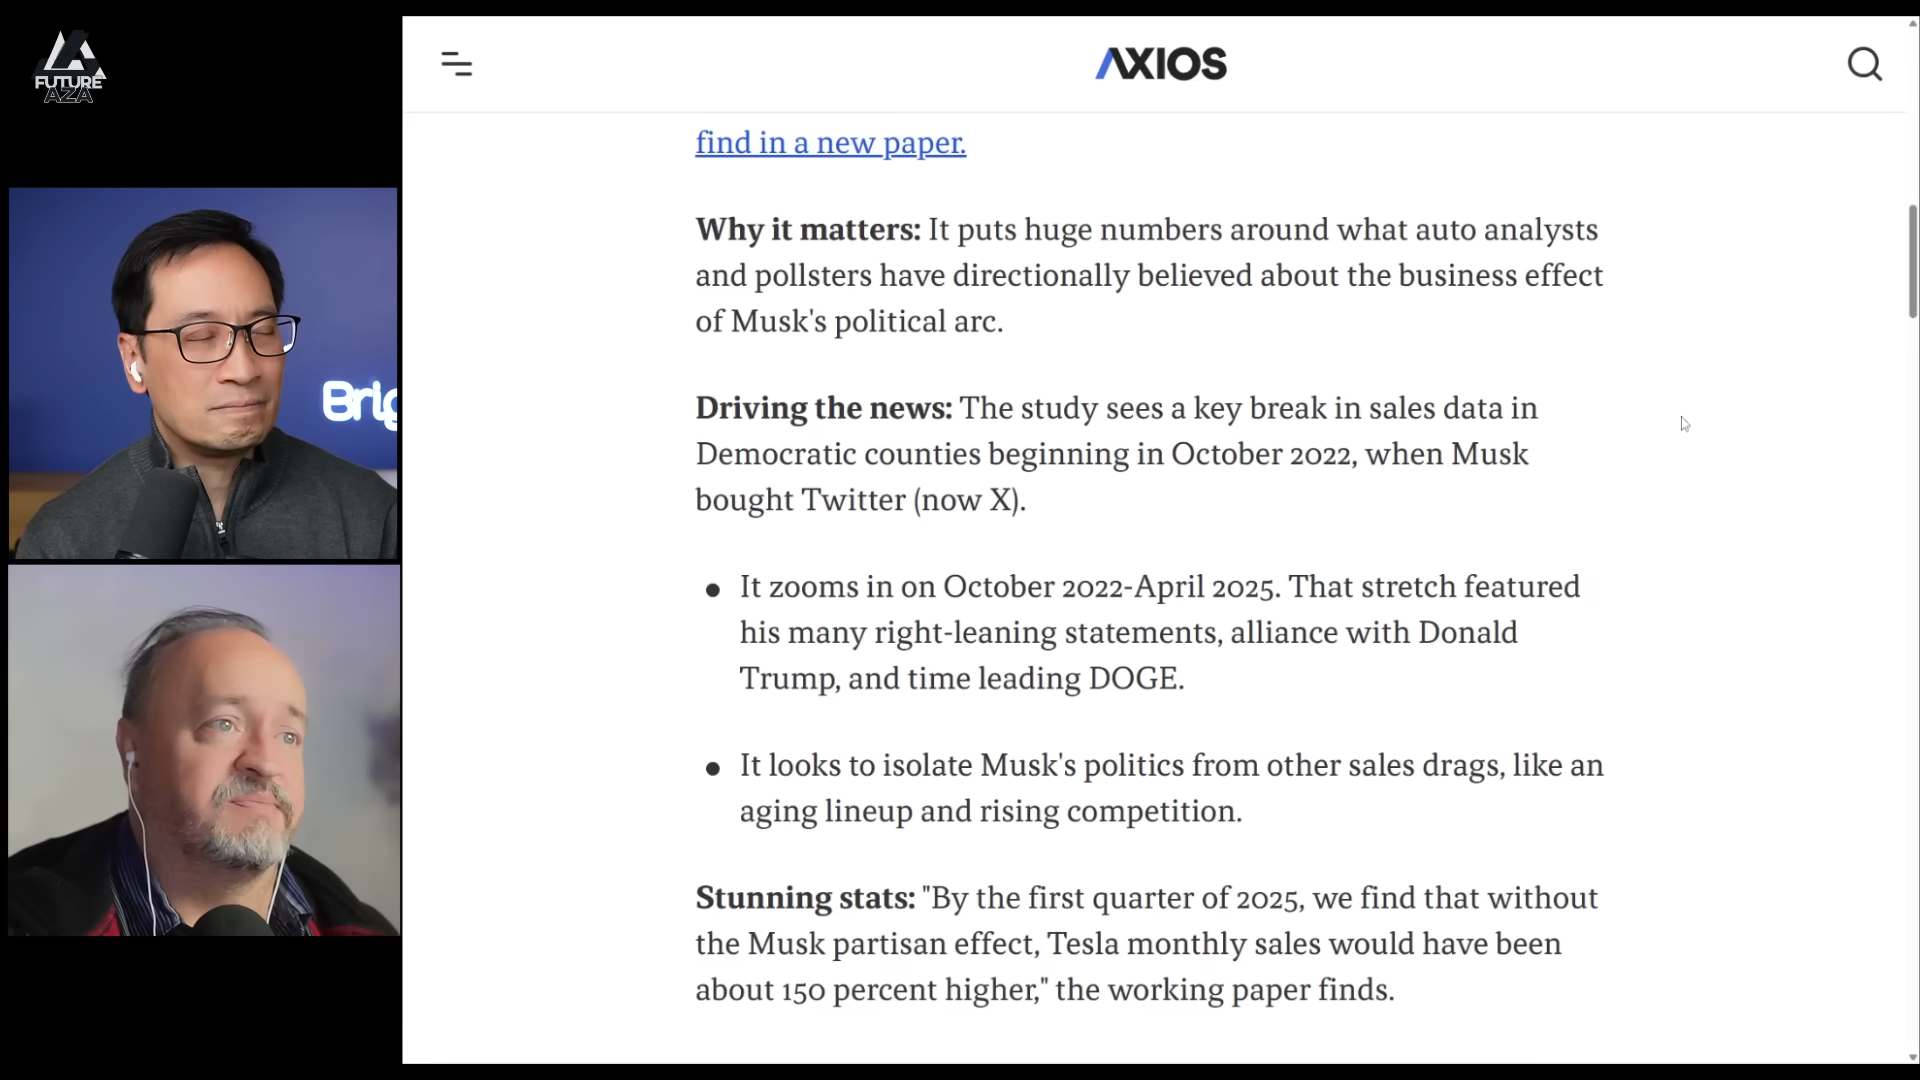 FUTURE
AZA
AXIOS
find in a new paper.
Why it matters: It puts huge numbers around what auto analysts
and pollsters have directionally believed about the business effect
of Musk's political arc.
Driving the news: The study sees a key break in sales data in
Democratic counties beginning in October 2022, when Musk
bought Twitter (now X).
• It zooms in on October 2022-April 2025. That stretch featured
his many right-leaning statements, alliance with Donald
Trump, and time leading DOGE.
• It looks to isolate Musk's politics from other sales drags, like an
aging lineup and rising competition.
Stunning stats: "By the first quarter of 2025, we find that without
the Musk partisan effect, Tesla monthly sales would have been
about 150 percent higher," the working paper finds.